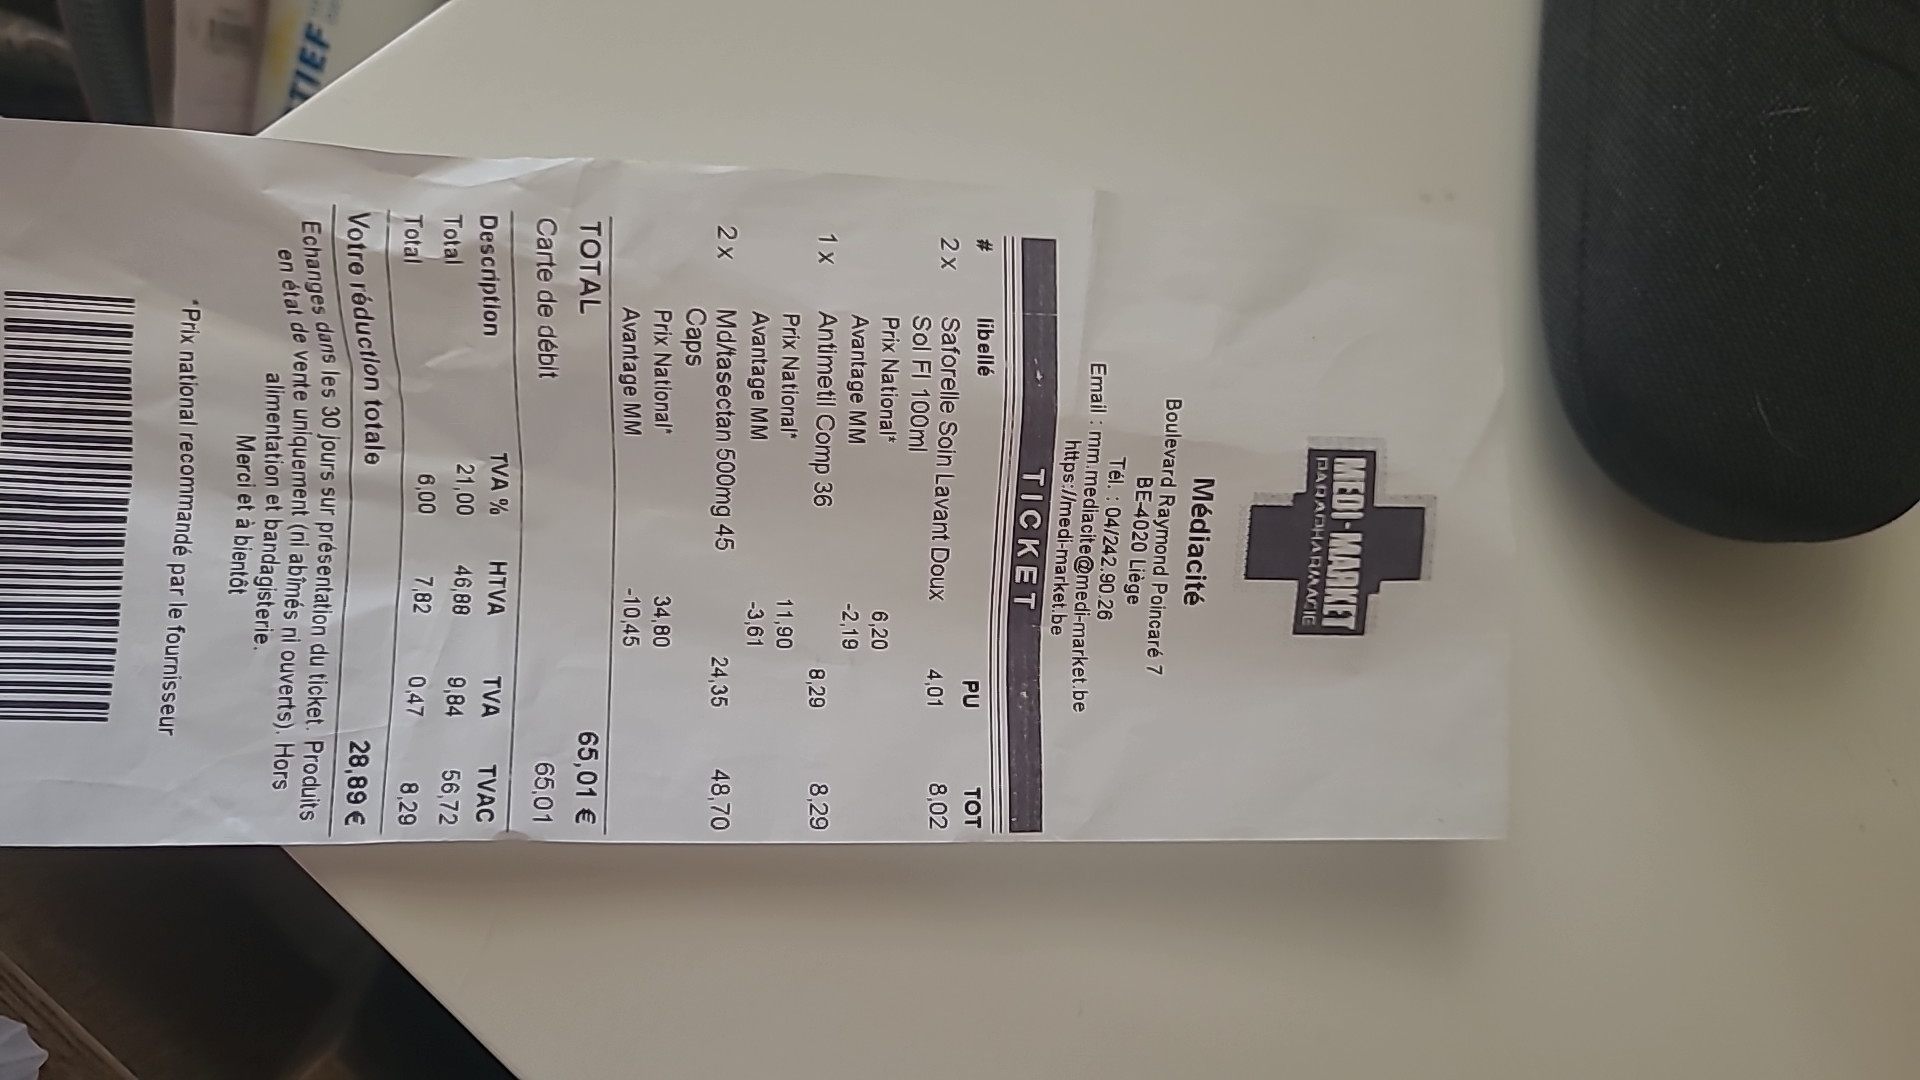 MEDI-MARKET
PARAPHARMACIE
Médiacité
Boulevard Raymond Poincaré 7
BE-4020 Liège
Tél. : 04/242.90.26
Email : mm.mediacite@medi-market.be
https://medi-market.be
TICKET
# libellé PU TOT
2 x Saforelle Soin Lavant Doux 4,01 8,02
Sol Fl 100ml
Prix National* 6,20
Avantage MM -2,19
1 x Antimetil Comp 36 8,29 8,29
Prix National* 11,90
Avantage MM -3,61
2 x Md/tasectan 500mg 45 24,35 48,70
Caps
Prix National* 34,80
Avantage MM -10,45
TOTAL 65,01 €
Carte de débit 65,01
Description TVA % HTVA TVA TVAC
Total 21,00 46,88 9,84 56,72
Total 6,00 7,82 0,47 8,29
Votre réduction totale 28,89 €
Echanges dans les 30 jours sur présentation du ticket. Produits
en état de vente uniquement (ni abîmés ni ouverts). Hors
alimentation et bandagisterie.
Merci et à bientôt
*Prix national recommandé par le fournisseur
TIEF